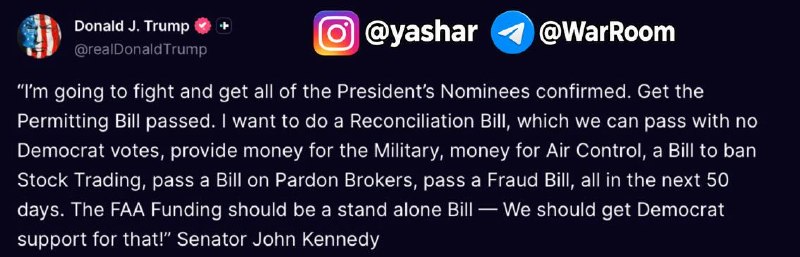 Donald J. Trump
@realDonaldTrump
@yashar @WarRoom
“I’m going to fight and get all of the President’s Nominees confirmed. Get the
Permitting Bill passed. I want to do a Reconciliation Bill, which we can pass with no
Democrat votes, provide money for the Military, money for Air Control, a Bill to ban
Stock Trading, pass a Bill on Pardon Brokers, pass a Fraud Bill, all in the next 50
days. The FAA Funding should be a stand alone Bill — We should get Democrat
support for that!” Senator John Kennedy